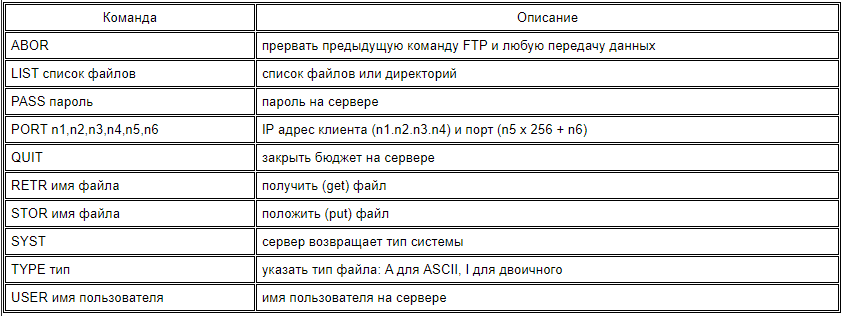 Команда Описание
ABOR прервать предыдущую команду FTP и любую передачу данных
LIST список файлов список файлов или директорий
PASS пароль пароль на сервере
PORT n1,n2,n3,n4,n5,n6 IP адрес клиента (n1.n2.n3.n4) и порт (n5 x 256 + n6)
QUIT закрыть бюджет на сервере
RETR имя файла получить (get) файл
STOR имя файла положить (put) файл
SYST сервер возвращает тип системы
TYPE тип указать тип файла: A для ASCII, I для двоичного
USER имя пользователя имя пользователя на сервере